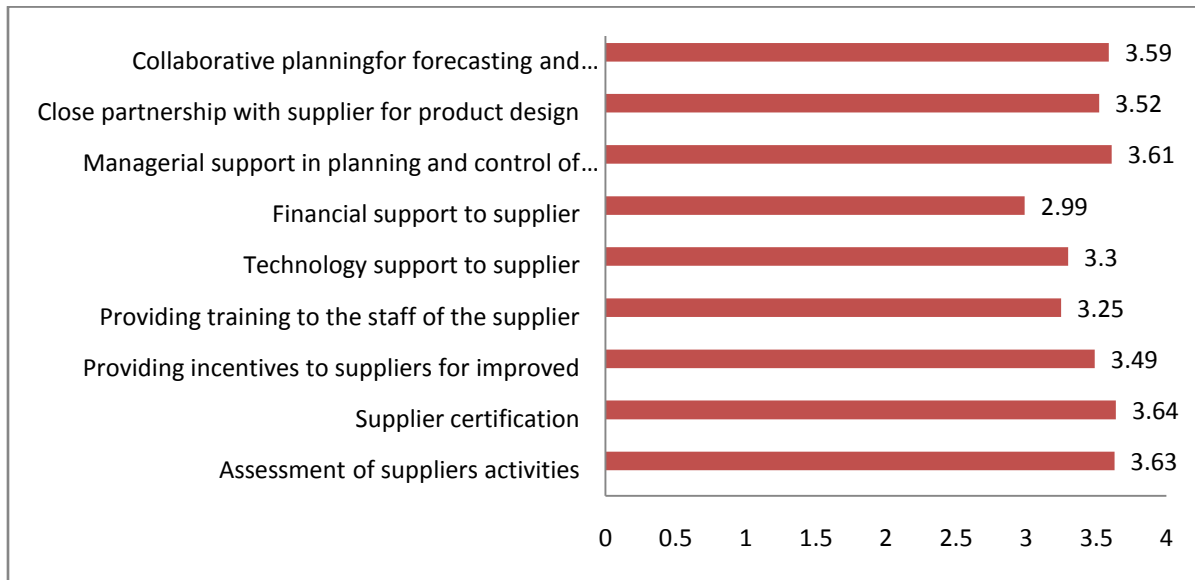 Collaborative planningfor forecasting and… 3.59
Close partnership with supplier for product design 3.52
Managerial support in planning and control of… 3.61
Financial support to supplier 2.99
Technology support to supplier 3.3
Providing training to the staff of the supplier 3.25
Providing incentives to suppliers for improved 3.49
Supplier certification 3.64
Assessment of suppliers activities 3.63
0 0.5 1 1.5 2 2.5 3 3.5 4